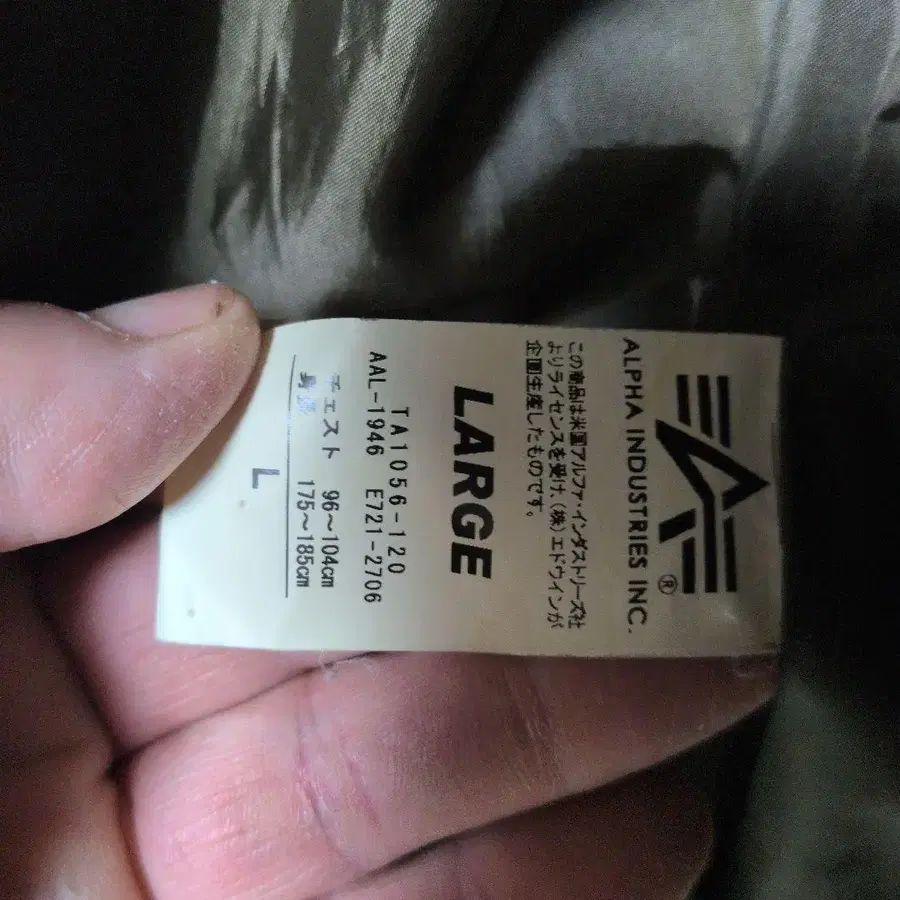 ALPHA INDUSTRIES INC.
®
この商品は米国アルファ・インダストリーズ社
よりライセンスを受け、(株)エドウインが
企画生産したものです。
LARGE
TA1056-120
AAL-1946 E721-2706
チェスト 96〜104cm
身長 175〜185cm
L